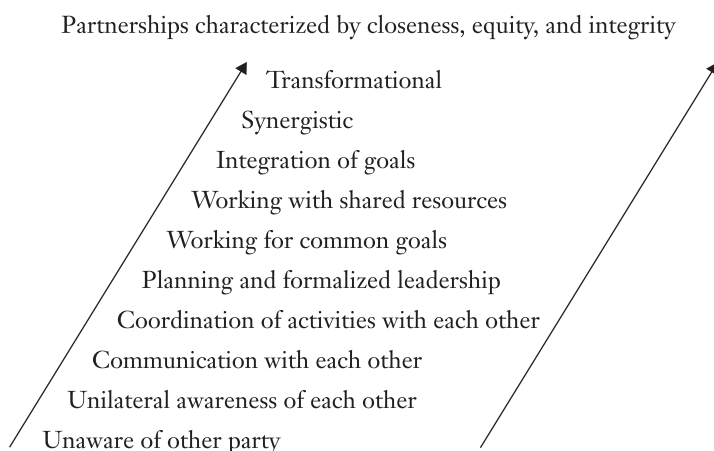 Partnerships characterized by closeness, equity, and integrity
Transformational
Synergistic
Integration of goals
Working with shared resources
Working for common goals
Planning and formalized leadership
Coordination of activities with each other
Communication with each other
Unilateral awareness of each other
Unaware of other party